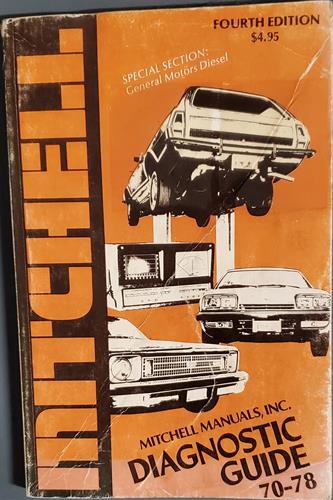 FOURTH EDITION
$4.95
SPECIAL SECTION:
General Motors Diesel
MITCHELL
MITCHELL MANUALS, INC.
DIAGNOSTIC
GUIDE
70-78